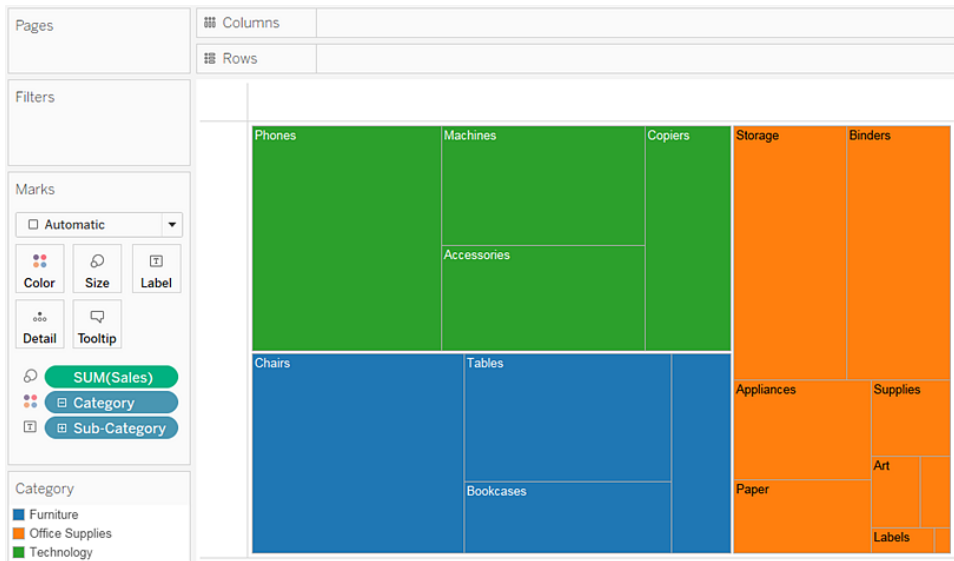 Pages
Columns
Rows
Filters
Marks
Automatic
Color Size Label
Detail Tooltip
SUM(Sales)
Category
Sub-Category
Category
Furniture
Office Supplies
Technology
Phones Machines Copiers Storage Binders
Accessories
Chairs Tables
Appliances Supplies
Art
Bookcases Paper
Labels